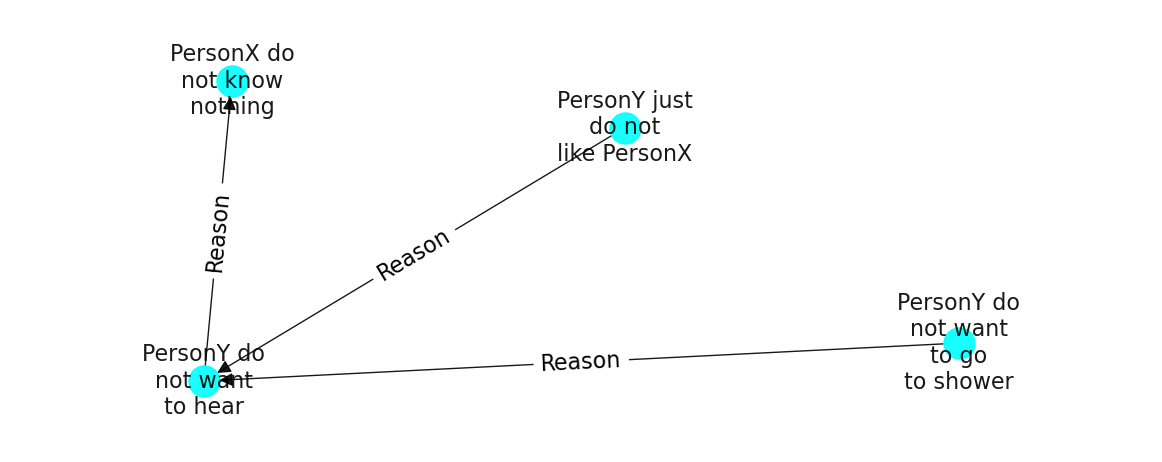 PersonX do
not know
nothing
PersonY just
do not
like PersonX
Reason
Reason
PersonY do
not want
to go
to shower
PersonY do
not want
to hear
Reason